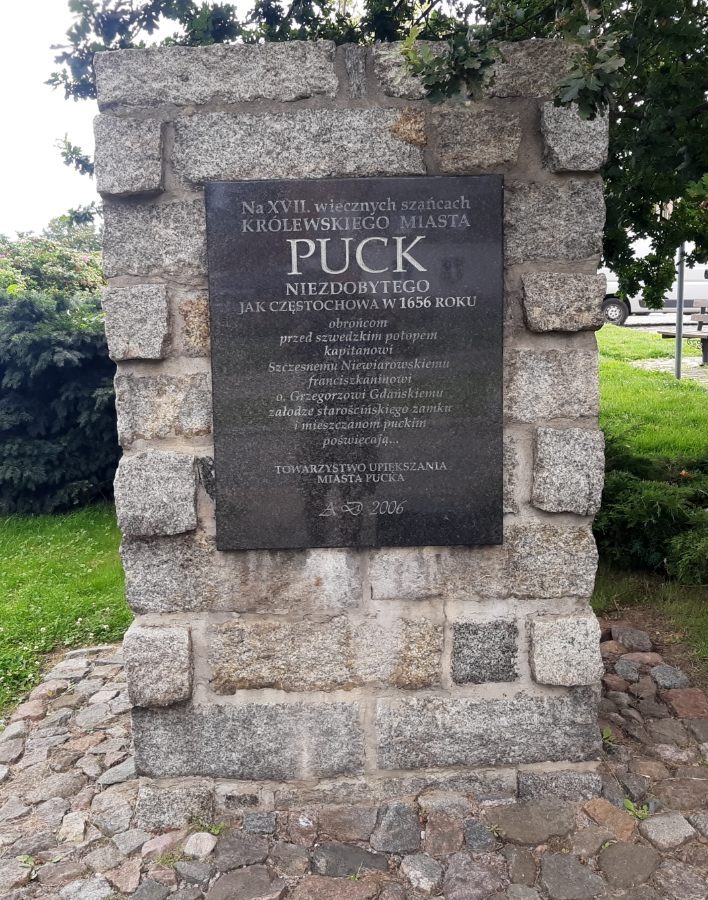 Na XVII. wiecznych szańcach
KRÓLEWSKIEGO MIASTA
PUCK
NIEZDOBYTEGO
JAK CZĘSTOCHOWA W 1656 ROKU
obrońcom
przed szwedzkim potopem
kapitanowi
Szczesnemu Niewiarowskiemu
franciszkaninowi
o. Grzegorzowi Gdańskiemu
załodze starościńskiego zamku
i mieszczanom puckim
poświęcają...
TOWARZYSTWO UPIĘKSZANIA
MIASTA PUCKA
A D 2006